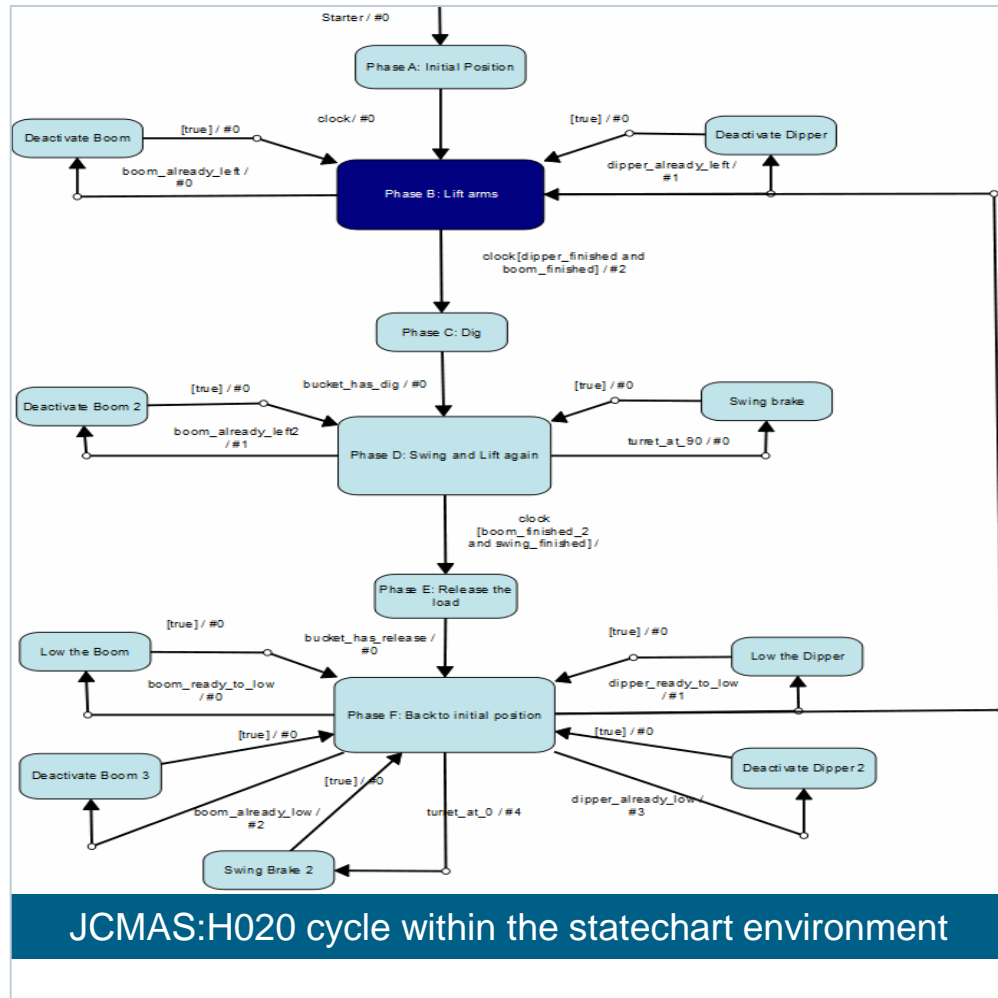 Starter / #0
Phase A: Initial Position
clock / #0
[true] / #0
[true] / #0
Deactivate Boom
Deactivate Dipper
boom_already_left /
#0
dipper_already_left /
#1
Phase B: Lift arms
clock[dipper_finished and
boom_finished] / #2
Phase C: Dig
bucket_has_dig / #0
[true] / #0
[true] / #0
Deactivate Boom 2
Swing brake
boom_already_left2
/ #1
turret_at_90 / #0
Phase D: Swing and Lift again
clock
[boom_finished_2
and swing_finished] /
Phase E: Release the
load
[true] / #0
bucket_has_release /
#0
[true] / #0
Low the Boom
Low the Dipper
boom_ready_to_low
/ #0
dipper_ready_to_low
/ #1
Phase F: Back to initial position
[true] / #0
[true] / #0
Deactivate Boom 3
Deactivate Dipper 2
[true] / #0
boom_already_low /
#2
turret_at_0 / #4
dipper_already_low /
#3
Swing Brake 2
JCMAS:H020 cycle within the statechart environment